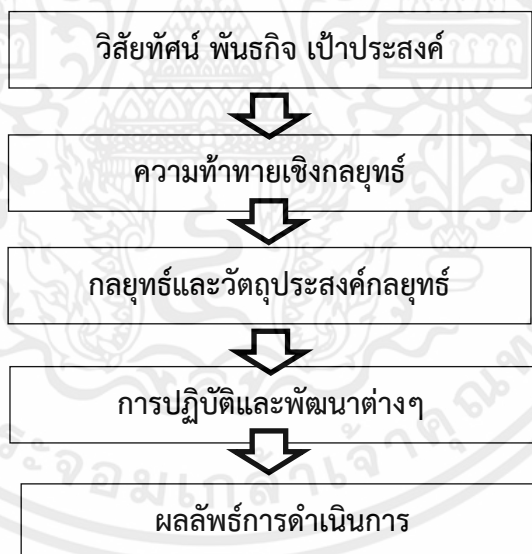 วิสัยทัศน์ พันธกิจ เป้าประสงค์
ความท้าทายเชิงกลยุทธ์
กลยุทธ์และวัตถุประสงค์กลยุทธ์
การปฏิบัติและพัฒนาต่างๆ
ผลลัพธ์การดำเนินการ